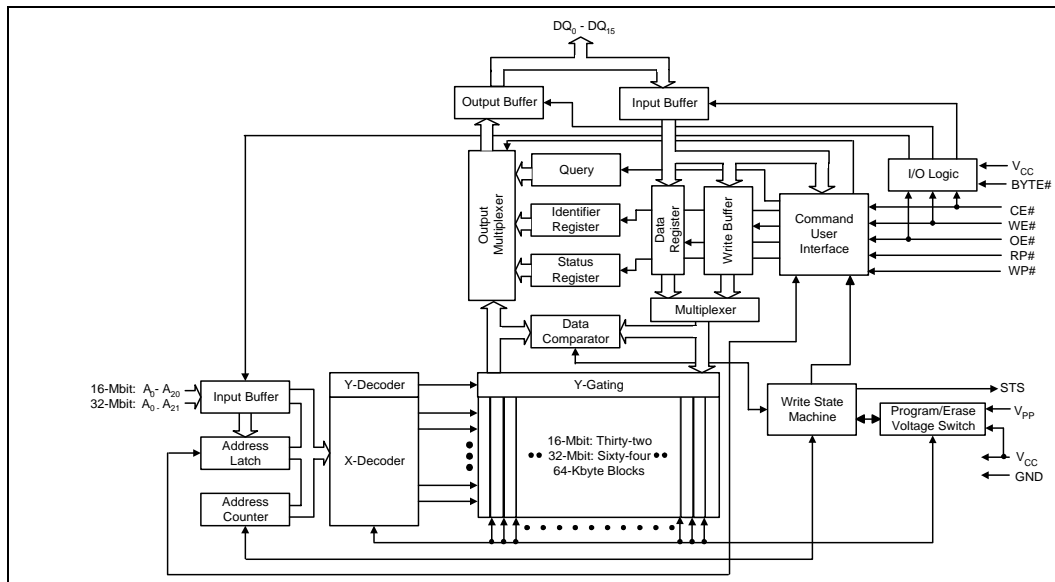 DQ0 - DQ15
Output Buffer
Input Buffer
Output
Multiplexer
Query
Identifier
Register
Status
Register
Data
Register
Write Buffer
Command
User
Interface
I/O Logic
VCC
BYTE#
CE#
WE#
OE#
RP#
WP#
Multiplexer
Data
Comparator
16-Mbit: A0- A20
32-Mbit: A0 - A21
Input Buffer
Address
Latch
Address
Counter
Y-Decoder
X-Decoder
Y-Gating
16-Mbit: Thirty-two
32-Mbit: Sixty-four
64-Kbyte Blocks
Write State
Machine
STS
Program/Erase
Voltage Switch
VPP
VCC
GND